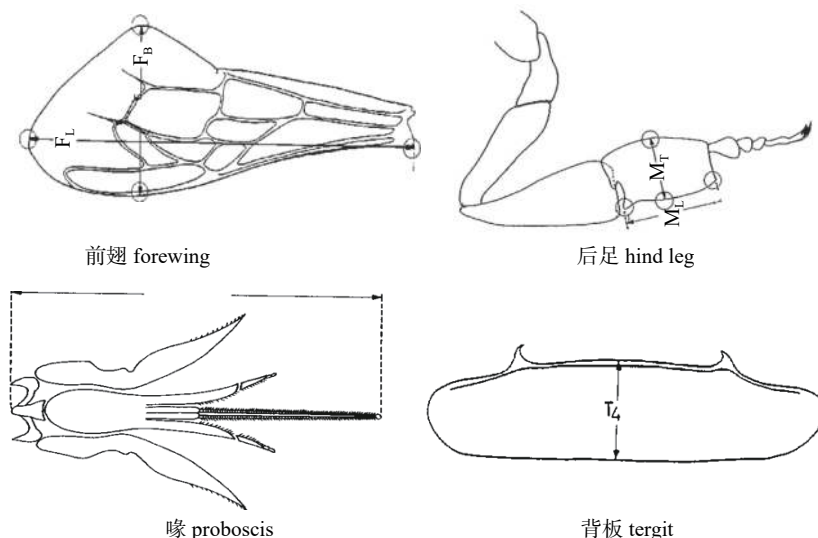 F_B
F_L
M_T
M_L
前翅 forewing
后足 hind leg
T4
喙 proboscis
背板 tergit